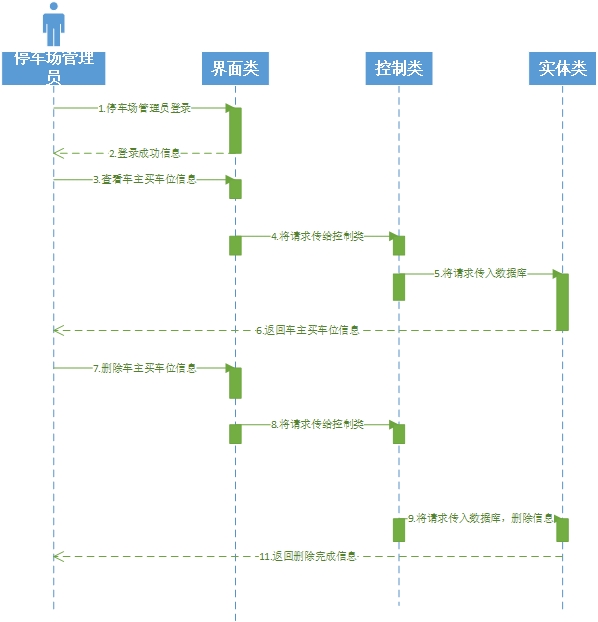 停车场管理
员
界面类
控制类
实体类
1.停车场管理员登录
2.登录成功信息
3.查看车主买车位信息
4.将请求传给控制类
5.将请求传入数据库
6.返回车主买车位信息
7.删除车主买车位信息
8.将请求传给控制类
9.将请求传入数据库，删除信息
11.返回删除完成信息